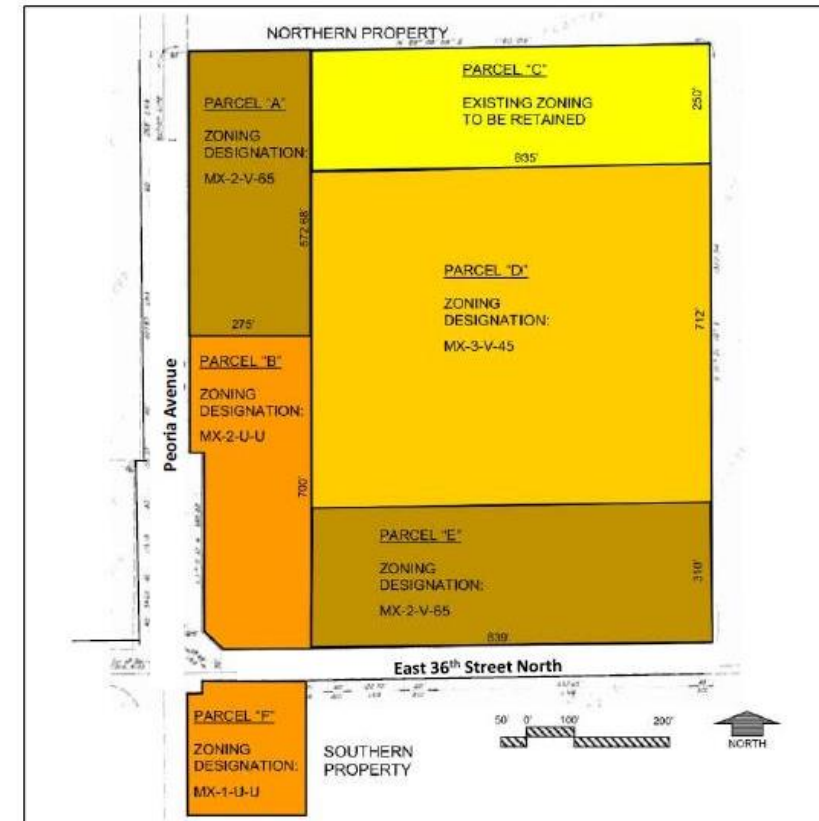 NORTHERN PROPERTY
PARCEL "A"
ZONING
DESIGNATION:
MX-2-V-65
572.68'
275'
PARCEL "C"
EXISTING ZONING
TO BE RETAINED
250'
835'
PARCEL "D"
ZONING
DESIGNATION:
MX-3-V-45
712'
PARCEL "B"
ZONING
DESIGNATION:
MX-2-U-U
700'
Peoria Avenue
PARCEL "E"
ZONING
DESIGNATION:
MX-2-V-65
310'
839'
East 36th Street North
PARCEL "F"
ZONING
DESIGNATION:
MX-1-U-U
SOUTHERN
PROPERTY
50' 0' 100' 200'
NORTH